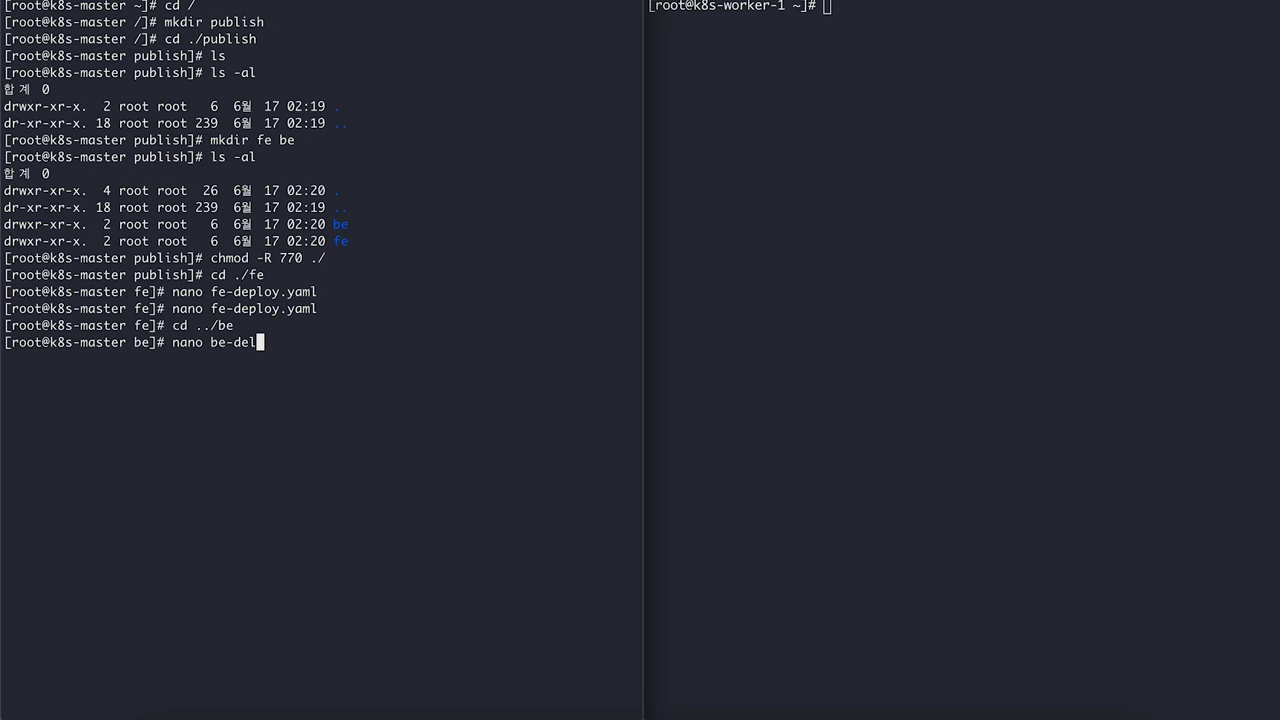 [root@k8s-master ~]# cd /
[root@k8s-master /]# mkdir publish
[root@k8s-master /]# cd ./publish
[root@k8s-master publish]# ls
[root@k8s-master publish]# ls -al
합계 0
drwxr-xr-x.  2 root root   6  6월  17 02:19 .
dr-xr-xr-x. 18 root root 239  6월  17 02:19 ..
[root@k8s-master publish]# mkdir fe be
[root@k8s-master publish]# ls -al
합계 0
drwxr-xr-x.  4 root root  26  6월  17 02:20 .
dr-xr-xr-x. 18 root root 239  6월  17 02:19 ..
drwxr-xr-x.  2 root root   6  6월  17 02:20 be
drwxr-xr-x.  2 root root   6  6월  17 02:20 fe
[root@k8s-master publish]# chmod -R 770 ./
[root@k8s-master publish]# cd ./fe
[root@k8s-master fe]# nano fe-deploy.yaml
[root@k8s-master fe]# nano fe-deploy.yaml
[root@k8s-master fe]# cd ../be
[root@k8s-master be]# nano be-del
[root@k8s-worker-1 ~]#